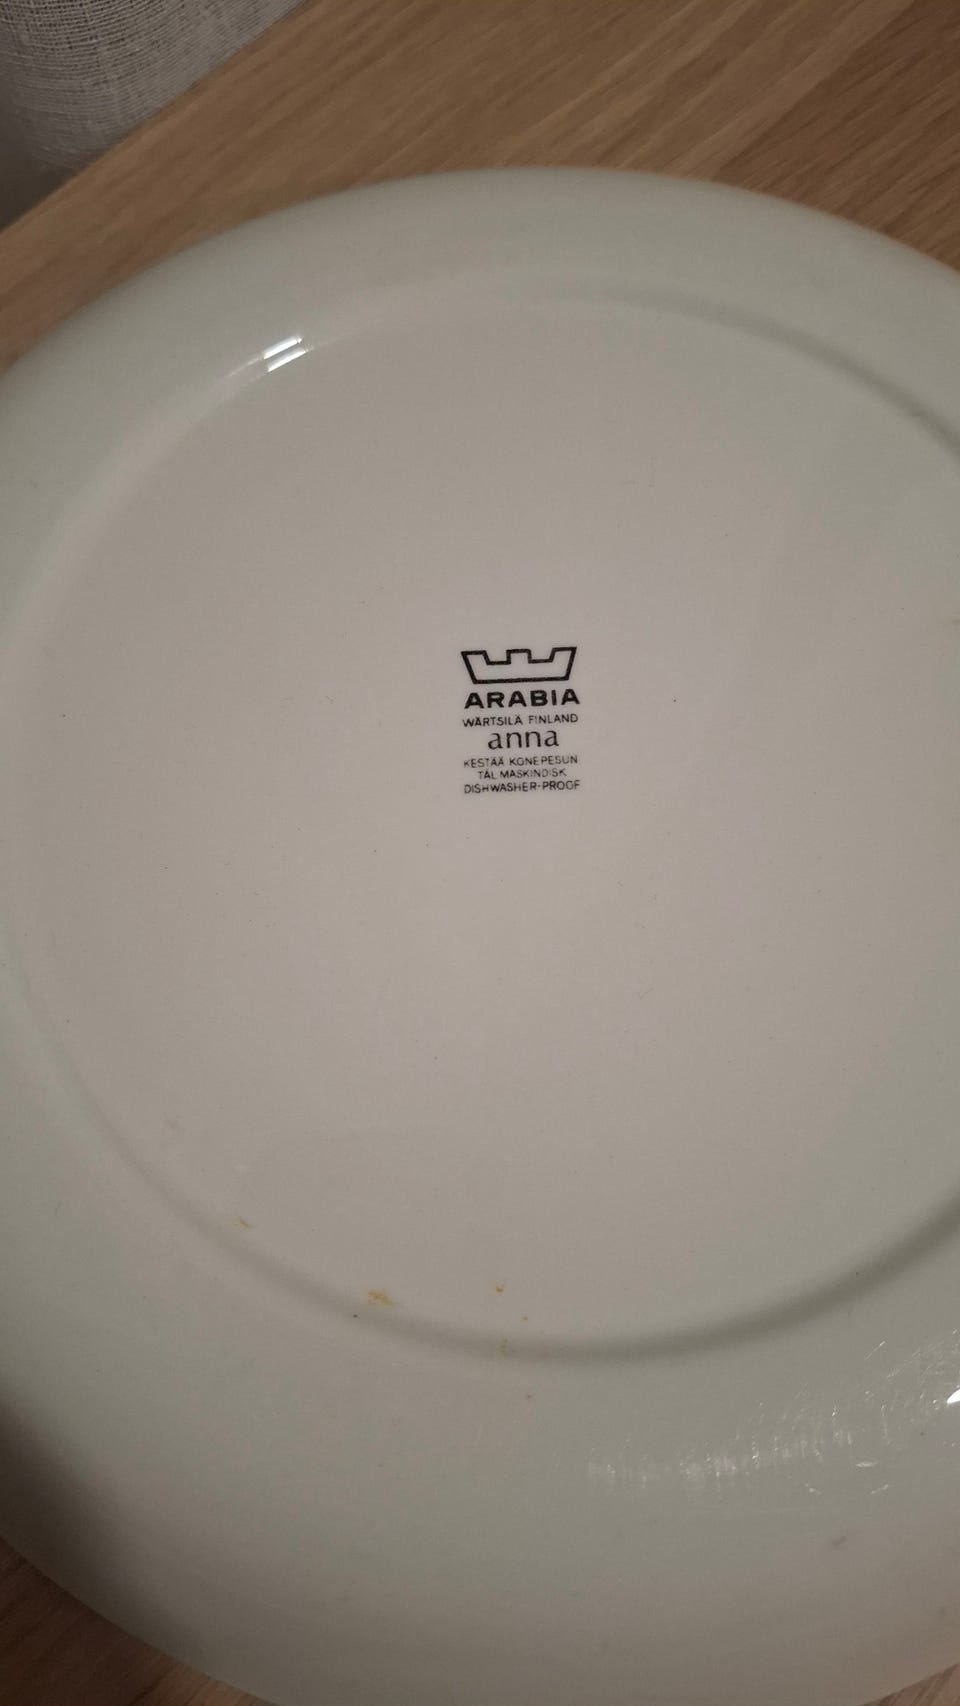 ARABIA
WÄRTSILÄ FINLAND
anna
KESTÄÄ KONEPESUN
TÅL MASKINDISK
DISHWASHER-PROOF